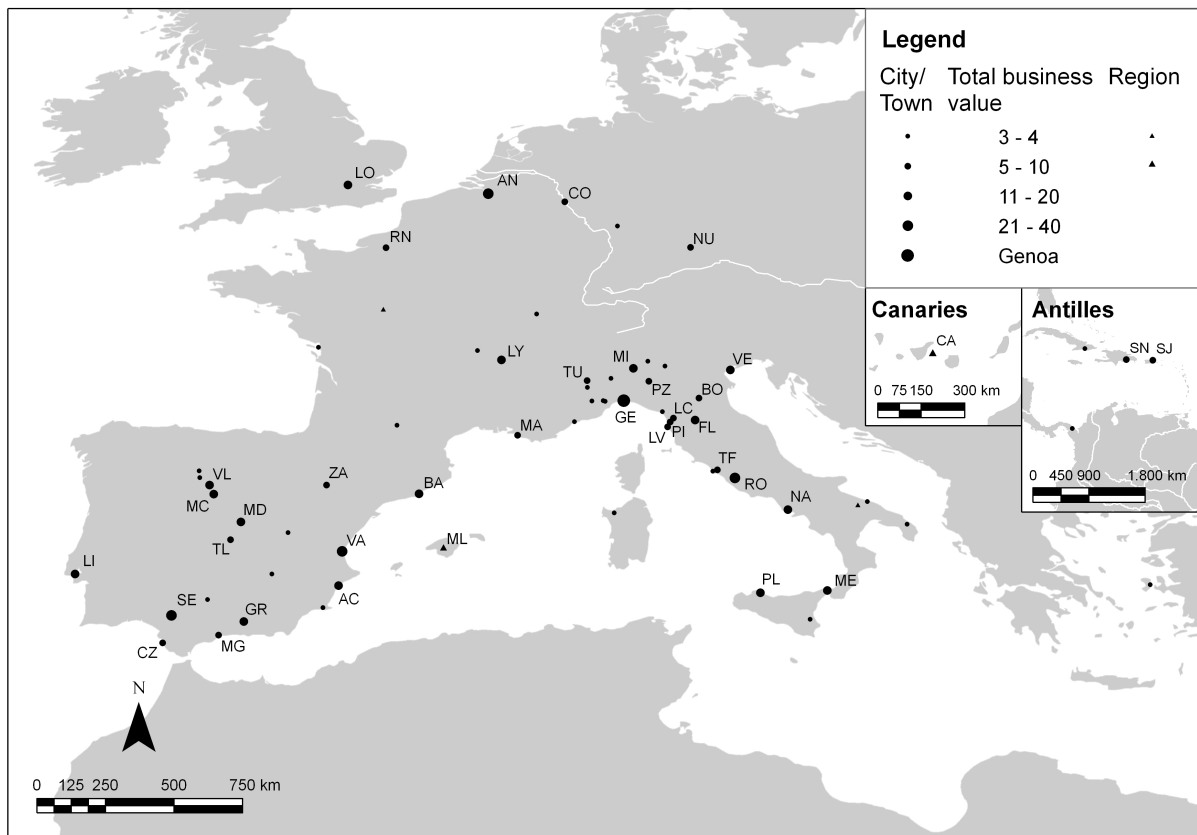 Legend
City/ Total business Region
Town value
3 - 4
5 - 10
11 - 20
21 - 40
Genoa
LO
AN
CO
RN
NU
Canaries
CA
0 75 150 300 km
Antilles
SN SJ
0 450 900 1.800 km
LY
MI
VE
TU
PZ
BO
GE
LC
FL
PI
LV
MA
TF
RO
NA
VL
MC
ZA
BA
MD
TL
VA
ML
LI
AC
SE
GR
MG
CZ
PL
ME
N
0 125 250 500 750 km